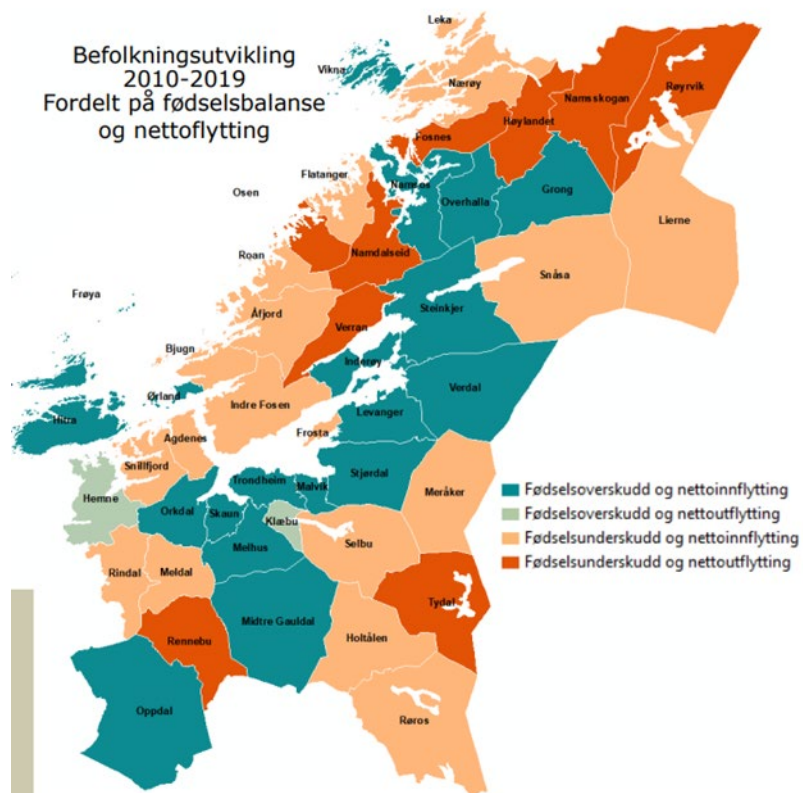 Befolkningsutvikling
2010-2019
Fordelt på fødselsbalanse
og nettoflytting
Leka
Vikna
Nærøy
Røyrvik
Namsskogan
Høylandet
Fosnes
Flatanger
Namsos
Osen
Overhalla
Grong
Lierne
Namdalseid
Roan
Snåsa
Frøya
Steinkjer
Åfjord
Verran
Bjugn
Inderøy
Verdal
Ørland
Indre Fosen
Levanger
Hitra
Frosta
Agdenes
Snillfjord
Stjørdal
Trondheim
Malvik
Meråker
Hemne
Orkdal
Skaun
Klæbu
Melhus
Selbu
Rindal
Meldal
Tydal
Midtre Gauldal
Rennebu
Holtålen
Oppdal
Røros
Fødselsoverskudd og nettoinnflytting
Fødselsoverskudd og nettoutflytting
Fødselsunderskudd og nettoinnflytting
Fødselsunderskudd og nettoutflytting